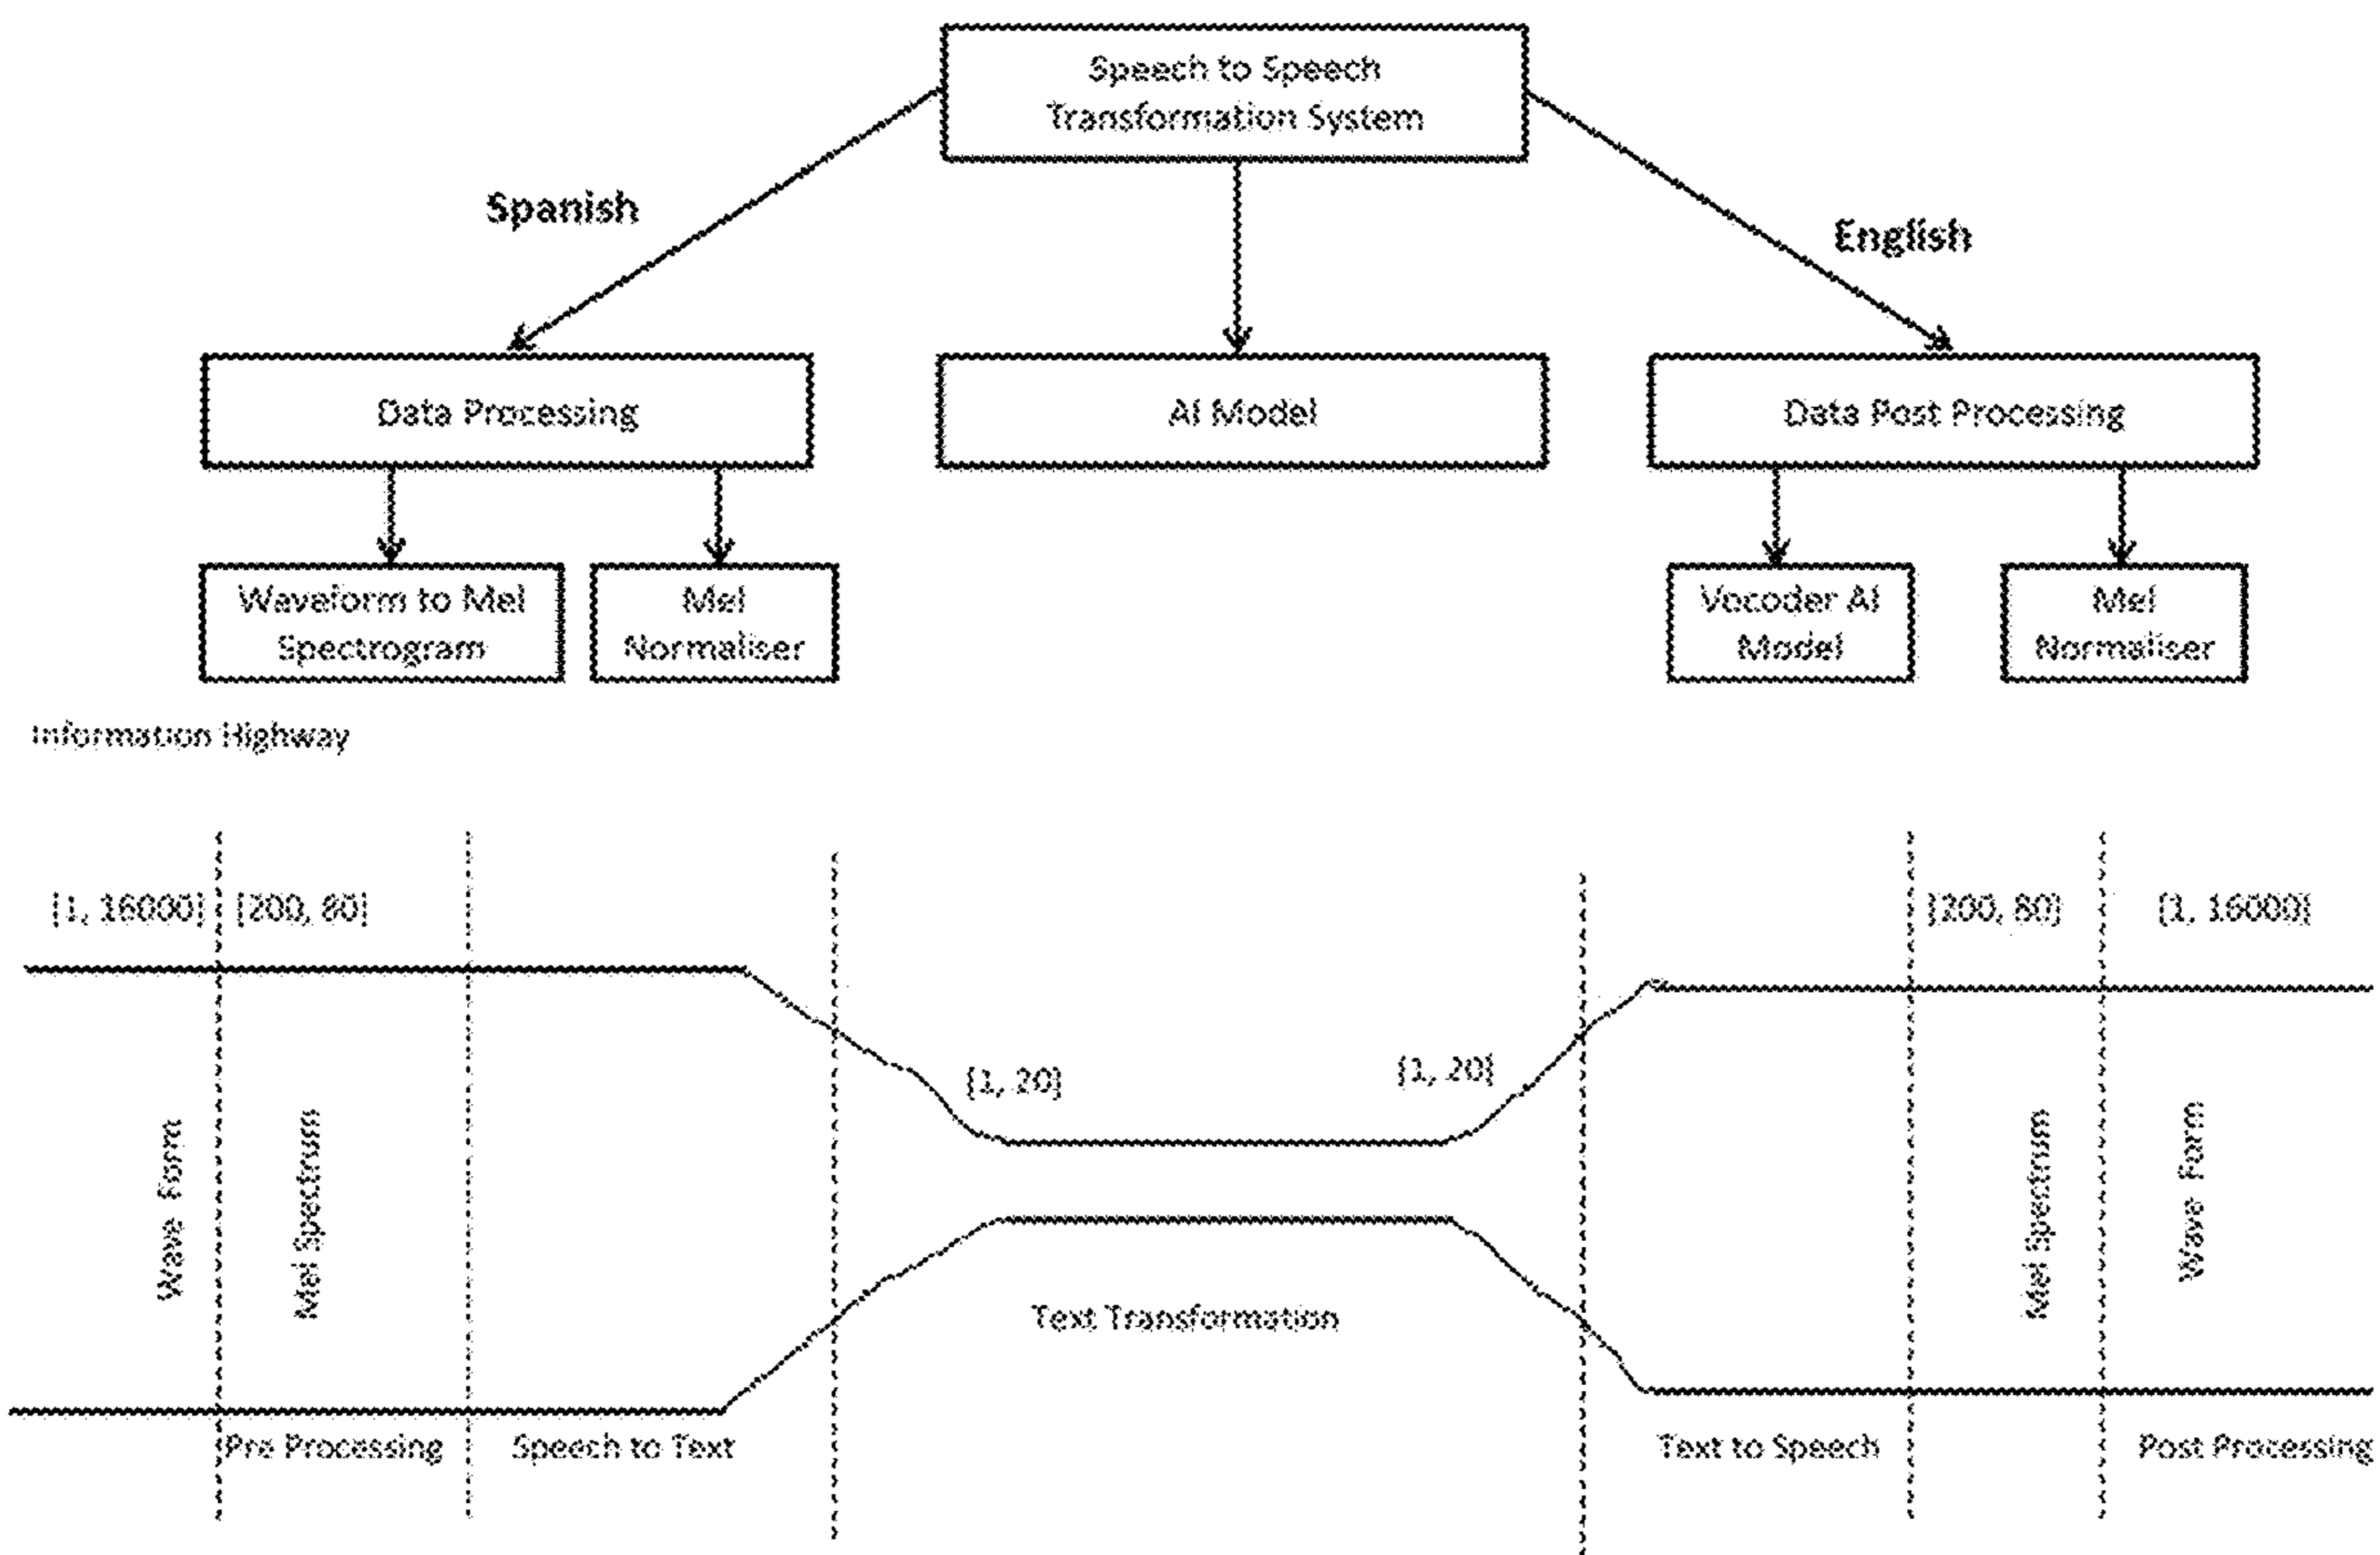 Speech to Speech
Transformation System
Spanish
English
Data Processing
AI Model
Data Post Processing
Waveform to Mel
Spectrogram
Mel
Normaliser
Vocoder AI
Model
Mel
Normaliser
Information Highway
[1, 16000]
[200, 80]
[200, 80]
[1, 16000]
[1, 20]
[1, 20]
Wave Form
Mel Spectrum
Mel Spectrum
Wave Form
Text Transformation
Pre Processing
Speech to Text
Text to Speech
Post Processing